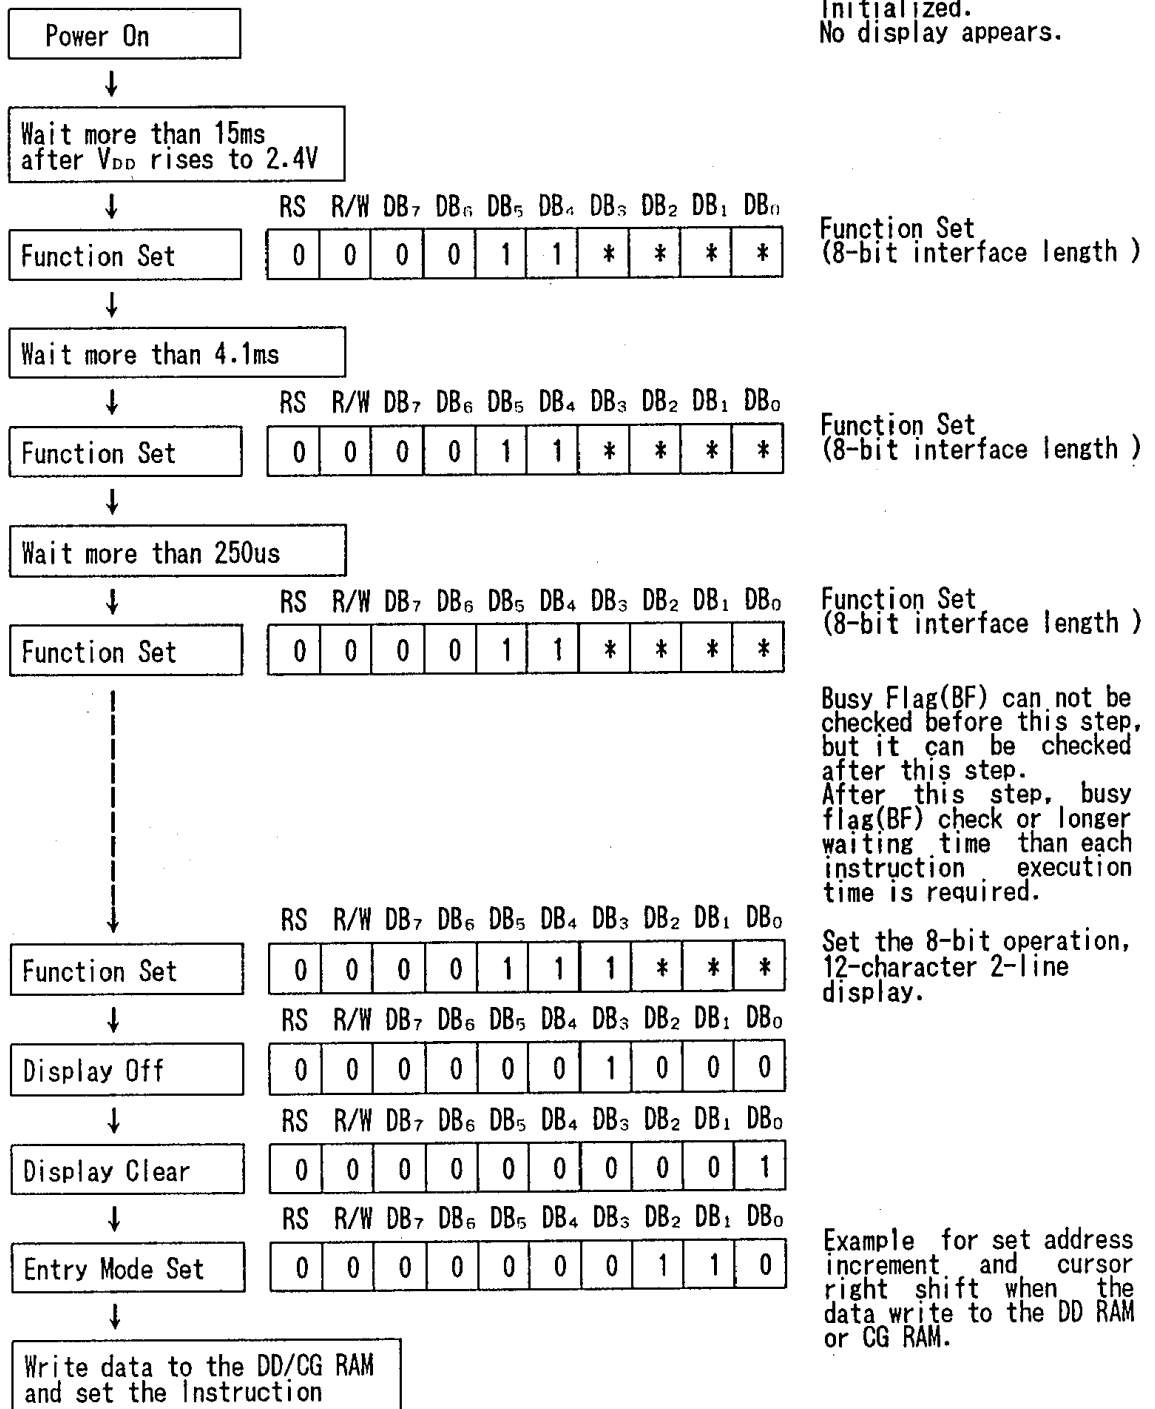 Initialized.
No display appears.
Power On
↓
Wait more than 15ms
after VDD rises to 2.4V
↓
RS R/W DB7 DB6 DB5 DB4 DB3 DB2 DB1 DB0
Function Set 0 0 0 0 1 1 * * * *
Function Set
(8-bit interface length )
↓
Wait more than 4.1ms
↓
RS R/W DB7 DB6 DB5 DB4 DB3 DB2 DB1 DB0
Function Set 0 0 0 0 1 1 * * * *
Function Set
(8-bit interface length )
↓
Wait more than 250us
↓
RS R/W DB7 DB6 DB5 DB4 DB3 DB2 DB1 DB0
Function Set 0 0 0 0 1 1 * * * *
Function Set
(8-bit interface length )
Busy Flag(BF) can not be
checked before this step,
but it can be checked
after this step.
After this step, busy
flag(BF) check or longer
waiting time than each
instruction execution
time is required.
RS R/W DB7 DB6 DB5 DB4 DB3 DB2 DB1 DB0
Function Set 0 0 0 0 1 1 1 * * *
Set the 8-bit operation,
12-character 2-line
display.
↓
RS R/W DB7 DB6 DB5 DB4 DB3 DB2 DB1 DB0
Display Off 0 0 0 0 0 0 1 0 0 0
↓
RS R/W DB7 DB6 DB5 DB4 DB3 DB2 DB1 DB0
Display Clear 0 0 0 0 0 0 0 0 0 1
↓
RS R/W DB7 DB6 DB5 DB4 DB3 DB2 DB1 DB0
Entry Mode Set 0 0 0 0 0 0 0 1 1 0
Example for set address
increment and cursor
right shift when the
data write to the DD RAM
or CG RAM.
↓
Write data to the DD/CG RAM
and set the Instruction